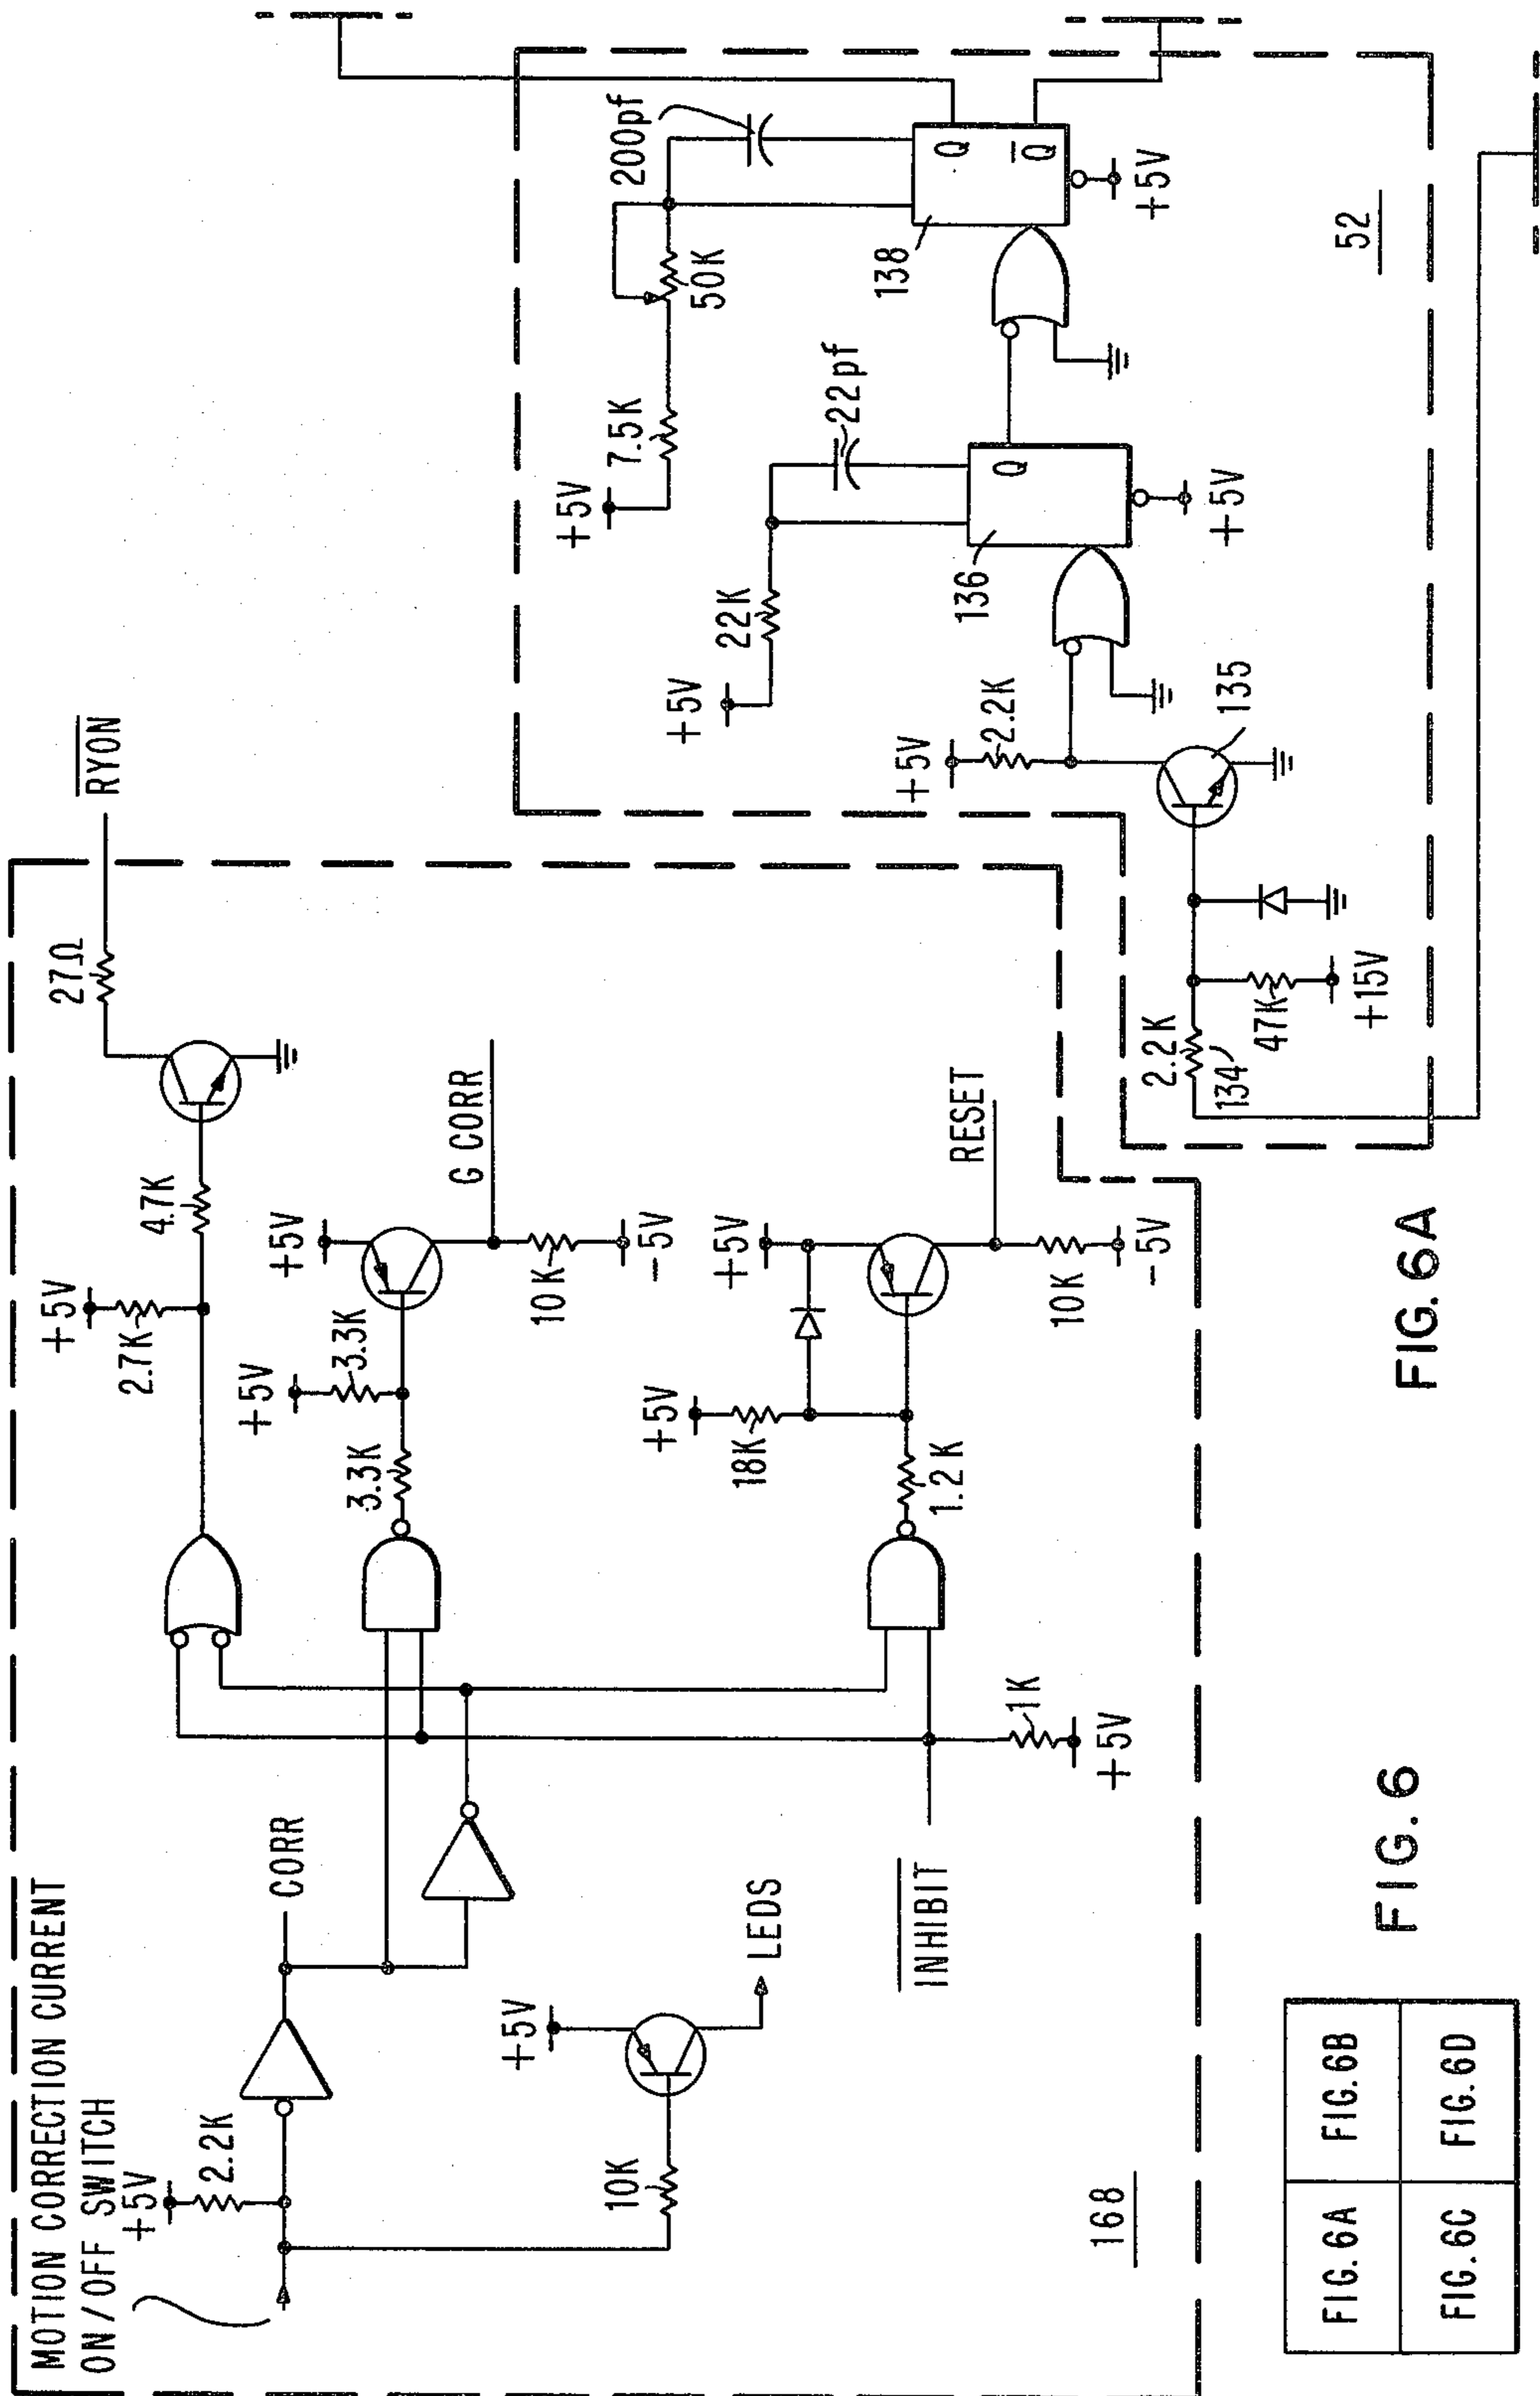 MOTION CORRECTION CURRENT
ON/OFF SWITCH
+5V
2.2K
CORR
10K
+5V
LEDS
INHIBIT
1K
+5V
+5V
2.7K
4.7K
27Ω
RYON
3.3K
+5V
3.3K
+5V
G CORR
10K
-5V
+5V
18K
1.2K
+5V
RESET
10K
-5V
168
2.2K
134
47K
+15V
135
+5V
2.2K
+5V
22K
22pf
136
Q
+5V
+5V
7.5K
50K
200pf
138
Q
Q̅
+5V
52
FIG. 6A
FIG. 6
FIG. 6A FIG. 6B
FIG. 6C FIG. 6D